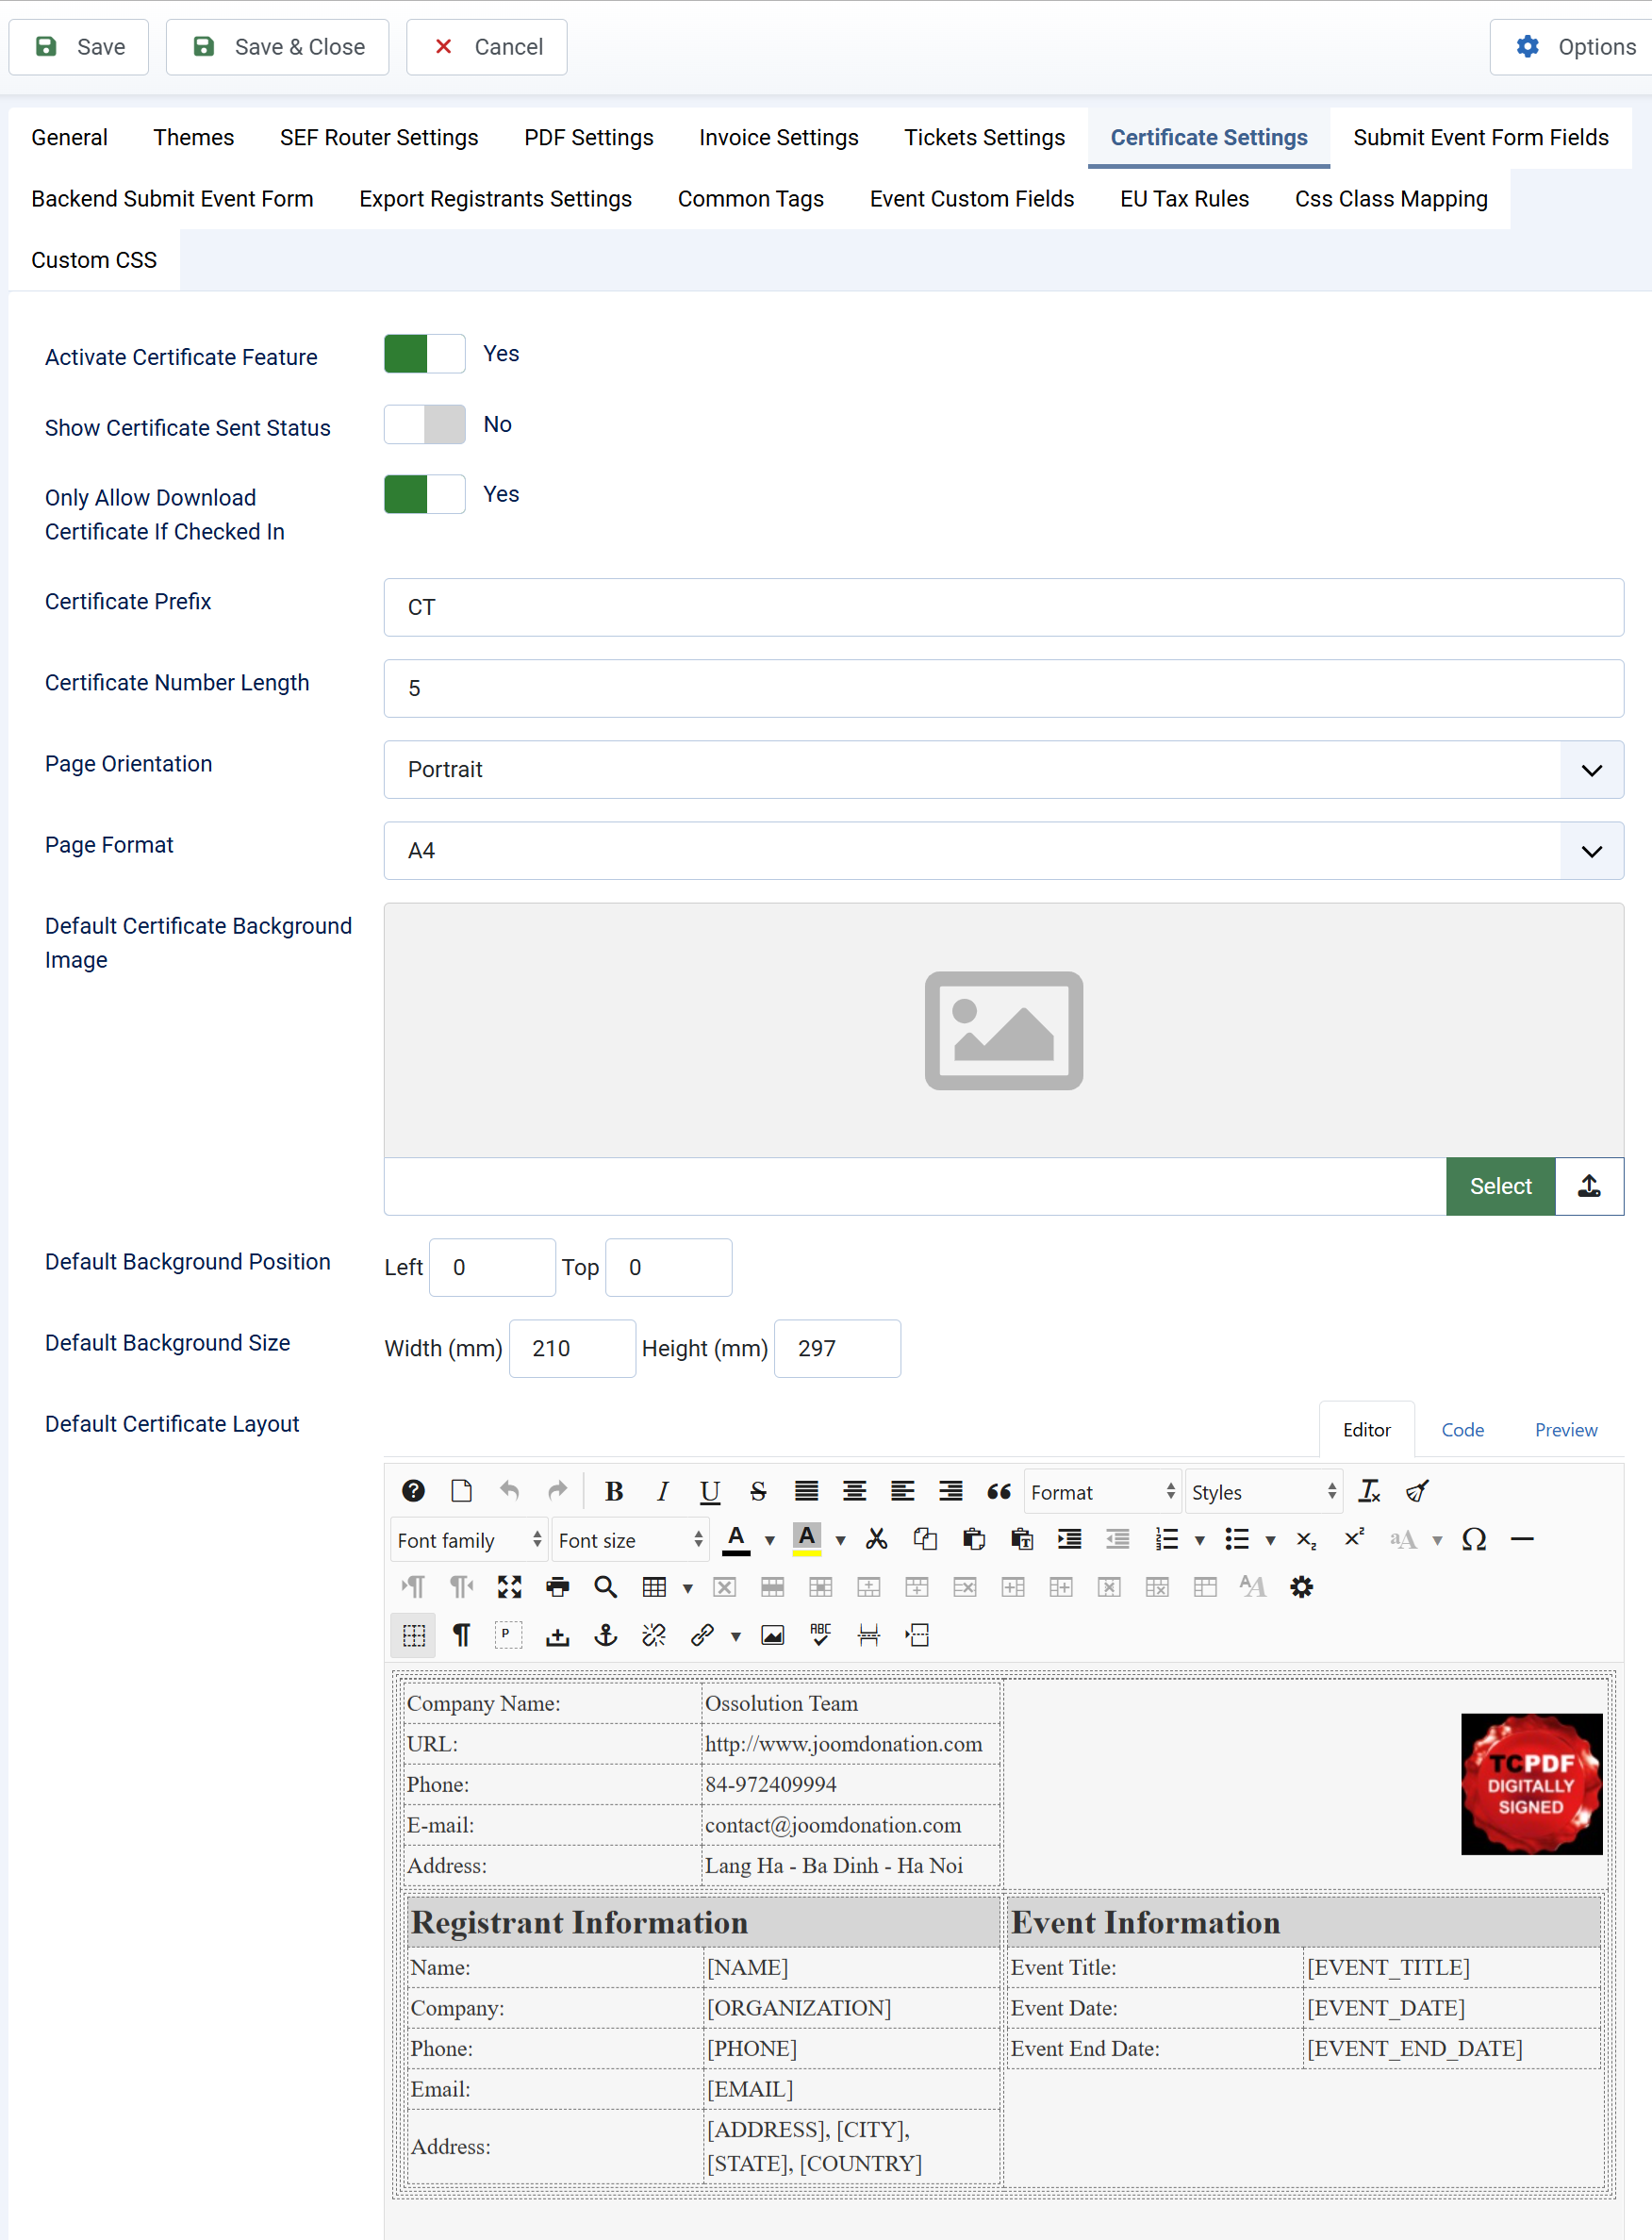 Save
Save & Close
Cancel
Options
General
Themes
SEF Router Settings
PDF Settings
Invoice Settings
Tickets Settings
Certificate Settings
Submit Event Form Fields
Backend Submit Event Form
Export Registrants Settings
Common Tags
Event Custom Fields
EU Tax Rules
Css Class Mapping
Custom CSS
Activate Certificate Feature
Yes
Show Certificate Sent Status
No
Only Allow Download
Certificate If Checked In
Yes
Certificate Prefix
CT
Certificate Number Length
5
Page Orientation
Portrait
Page Format
A4
Default Certificate Background
Image
Select
Default Background Position
Left 0 Top 0
Default Background Size
Width (mm) 210 Height (mm) 297
Default Certificate Layout
Editor
Code
Preview
Format
Styles
Font family
Font size
Company Name: Ossolution Team
URL: http://www.joomdonation.com
Phone: 84-972409994
E-mail: contact@joomdonation.com
Address: Lang Ha - Ba Dinh - Ha Noi
TCPDF
DIGITALLY
SIGNED
Registrant Information
Name: [NAME]
Company: [ORGANIZATION]
Phone: [PHONE]
Email: [EMAIL]
Address: [ADDRESS], [CITY],
[STATE], [COUNTRY]
Event Information
Event Title: [EVENT_TITLE]
Event Date: [EVENT_DATE]
Event End Date: [EVENT_END_DATE]